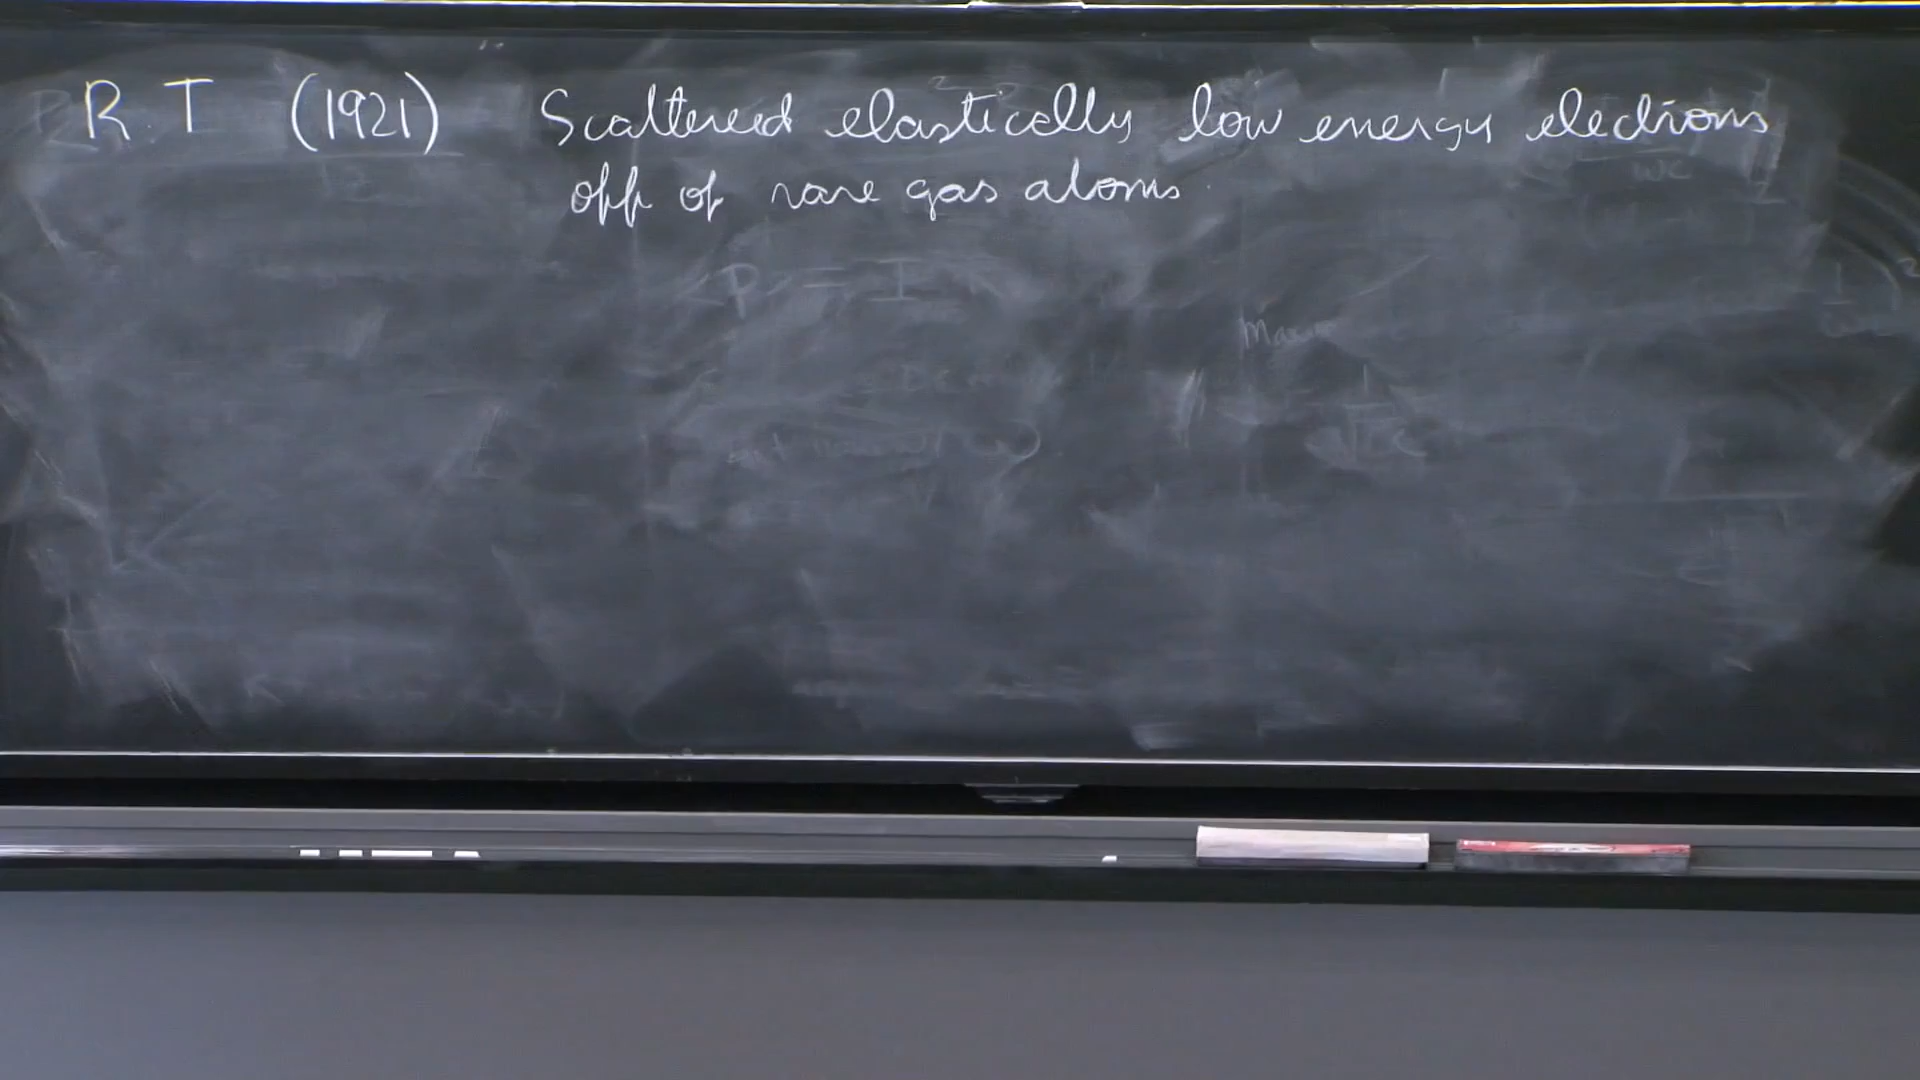 R.T (1921) Scattered elastically low energy electrons
off of rare gas atoms